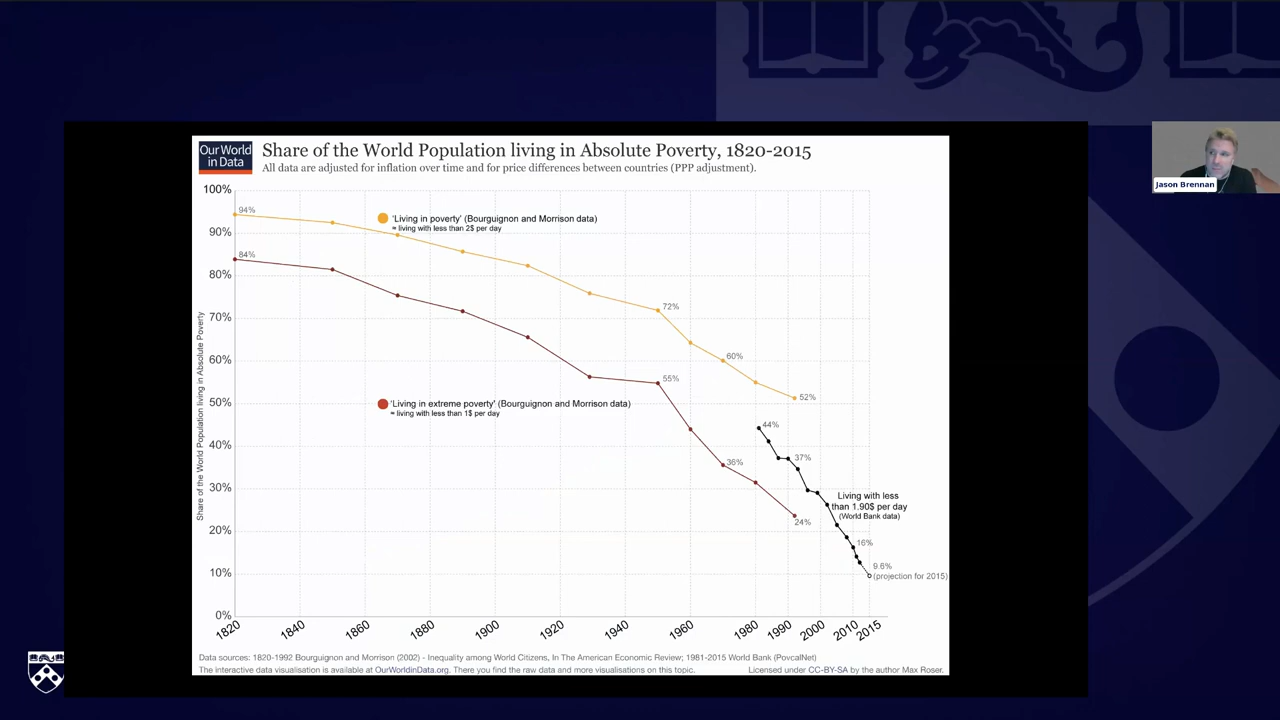 Our World
in Data
Share of the World Population living in Absolute Poverty, 1820-2015
All data are adjusted for inflation over time and for price differences between countries (PPP adjustment).
Jason Brennan
100%
90%
80%
70%
60%
50%
40%
30%
20%
10%
0%
Share of the World Population living in Absolute Poverty
94%
84%
'Living in poverty' (Bourguignon and Morrison data)
= living with less than 2$ per day
72%
60%
52%
55%
'Living in extreme poverty' (Bourguignon and Morrison data)
= living with less than 1$ per day
36%
24%
44%
37%
Living with less
than 1.90$ per day
(World Bank data)
16%
9.6%
(projection for 2015)
1820
1840
1860
1880
1900
1920
1940
1960
1980
1990
2000
2010
2015
Data sources: 1820-1992 Bourguignon and Morrison (2002) - Inequality among World Citizens, In The American Economic Review; 1981-2015 World Bank (PovcalNet)
The interactive data visualisation is available at OurWorldinData.org. There you find the raw data and more visualisations on this topic.
Licensed under CC-BY-SA by the author Max Roser.